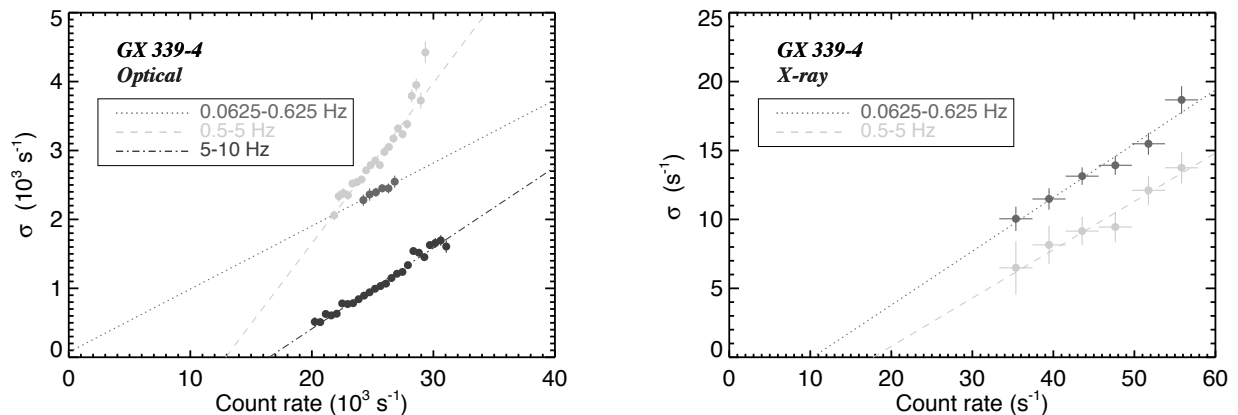 GX 339-4
Optical
0.0625-0.625 Hz
0.5-5 Hz
5-10 Hz
5
4
3
2
1
0
σ (10³ s⁻¹)
0 10 20 30 40
Count rate (10³ s⁻¹)
GX 339-4
X-ray
0.0625-0.625 Hz
0.5-5 Hz
25
20
15
10
5
0
σ (s⁻¹)
0 10 20 30 40 50 60
Count rate (s⁻¹)